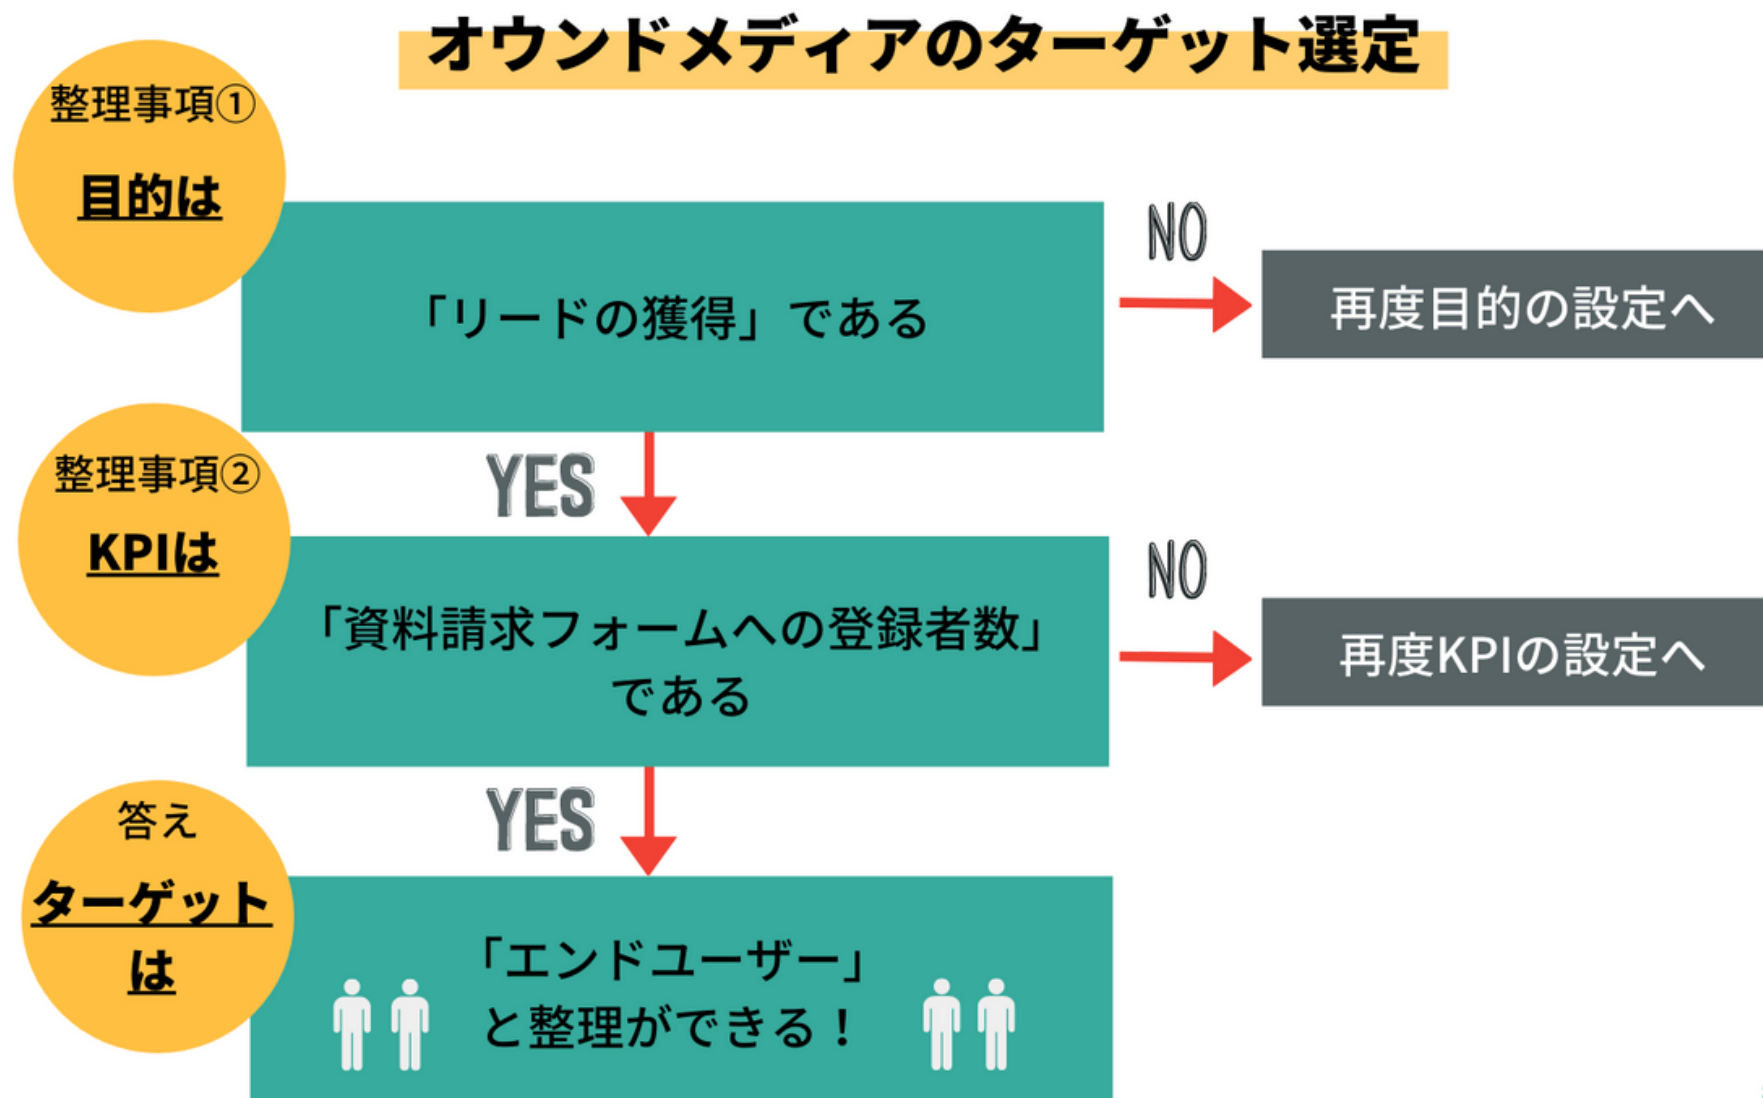 オウンドメディアのターゲット選定
整理事項①
目的は
「リードの獲得」である
NO
再度目的の設定へ
YES
整理事項②
KPIは
「資料請求フォームへの登録者数」
である
NO
再度KPIの設定へ
YES
答え
ターゲット
は
「エンドユーザー」
と整理ができる！